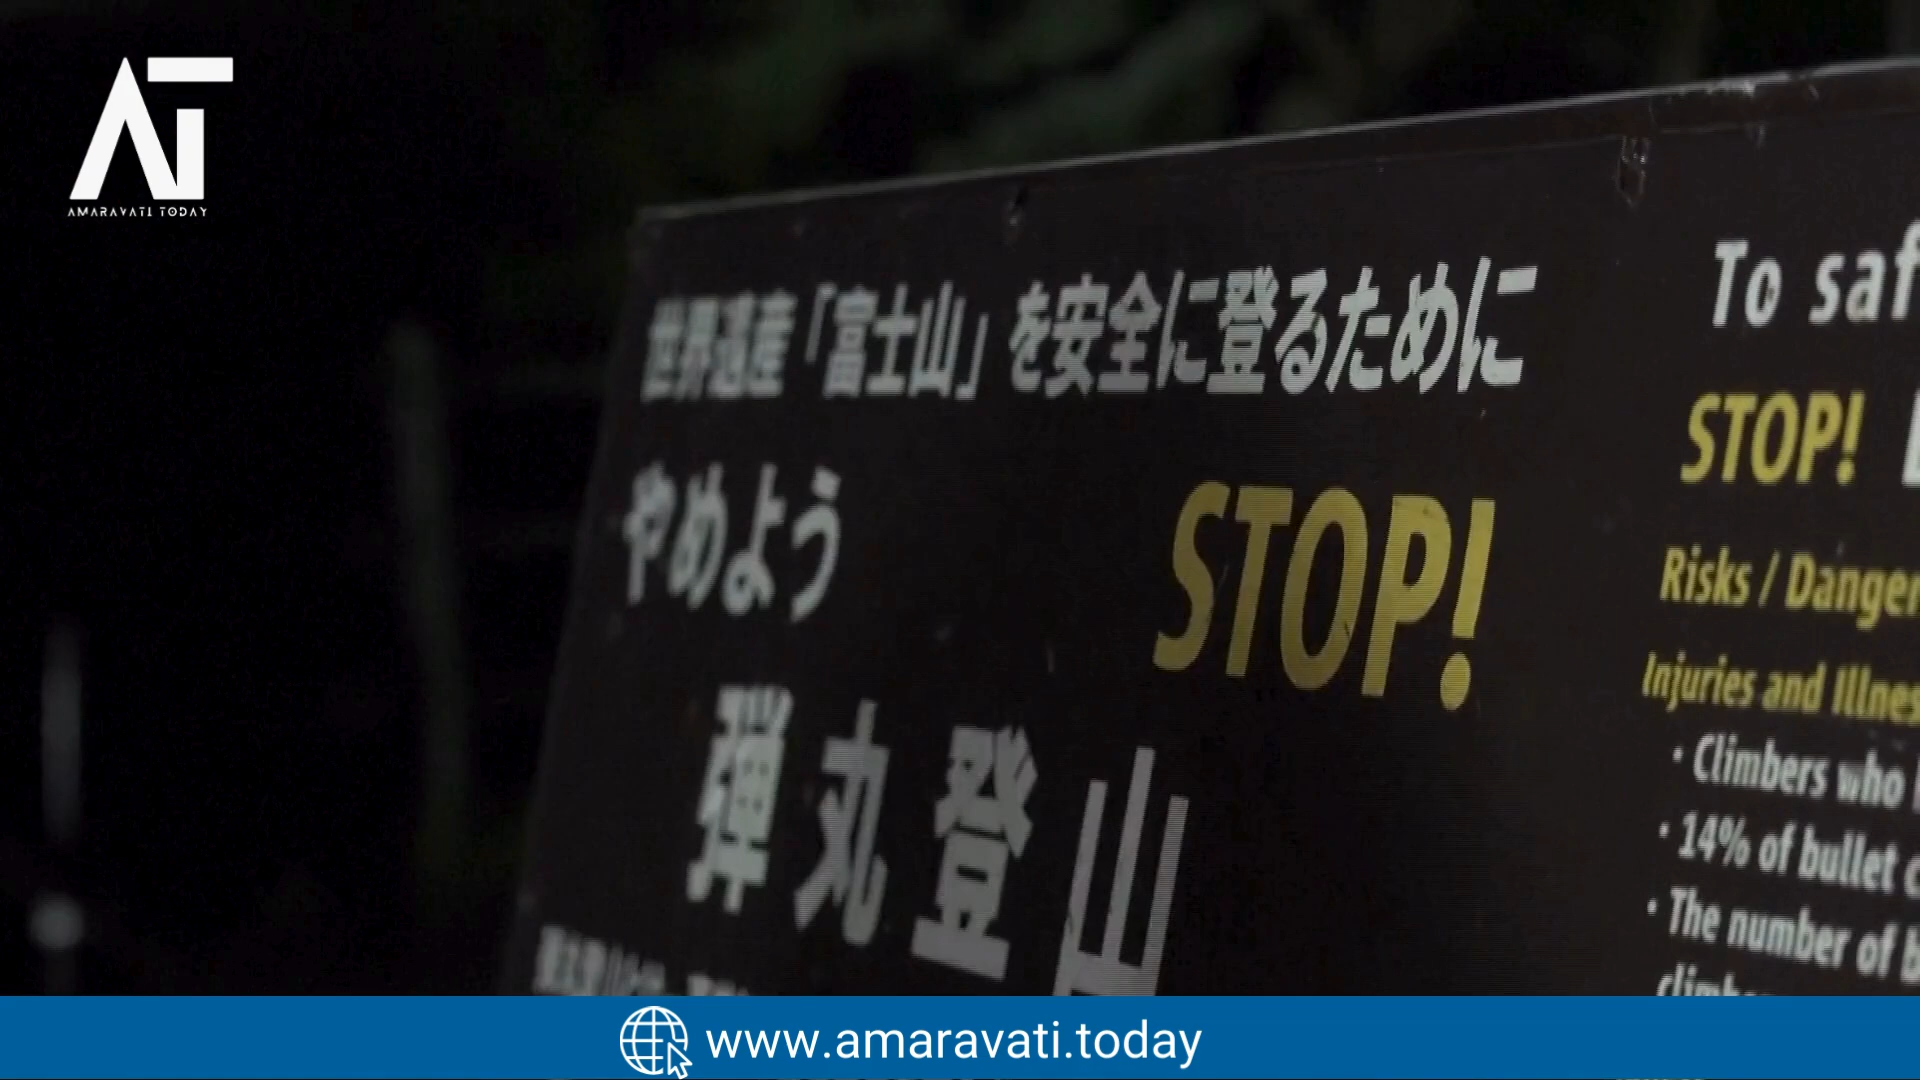 AT
AMARAVATI TODAY
世界遺産「富士山」を安全に登るために
やめよう
STOP!
弾丸登山
To saf
STOP!
Risks / Danger
Injuries and Illnes
・Climbers who
・14% of bullet c
・The number of b
climb
www.amaravati.today